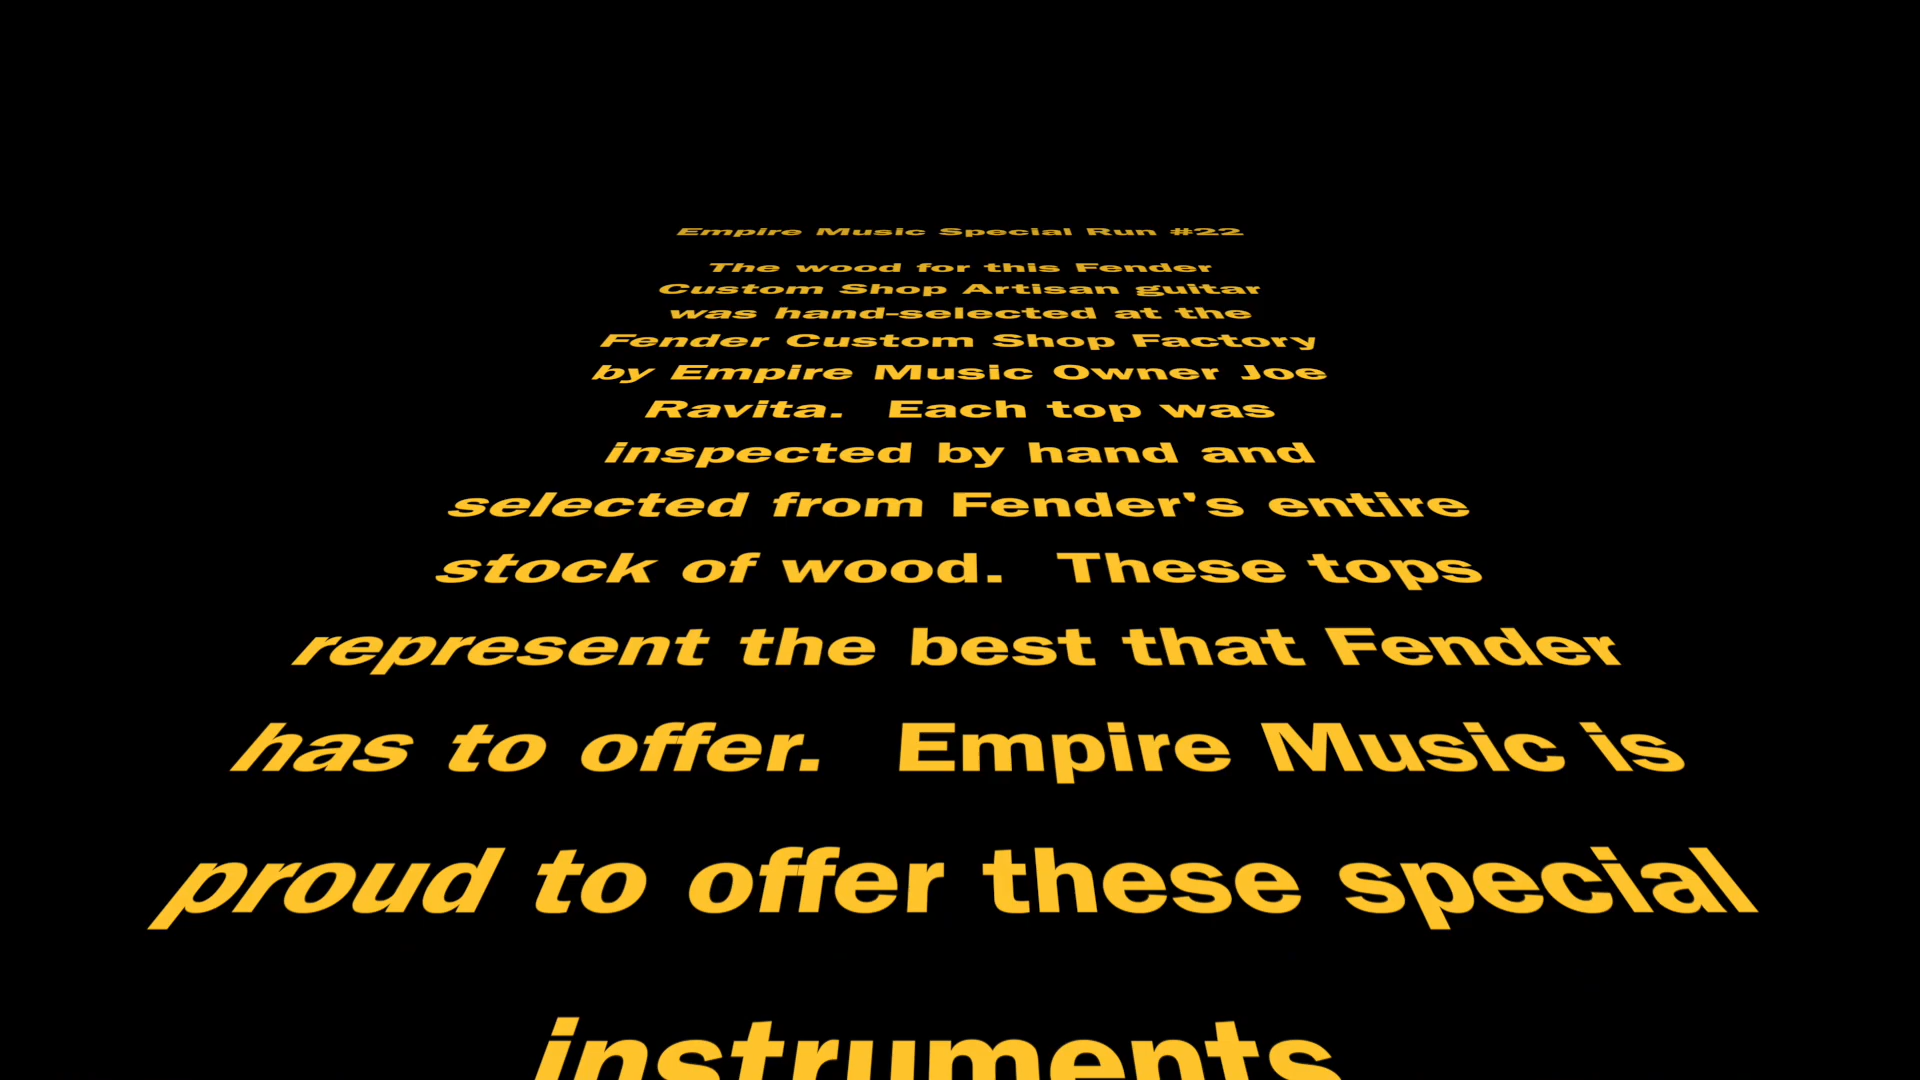 Empire Music Special Run #22
The wood for this Fender
Custom Shop Artisan guitar
was hand-selected at the
Fender Custom Shop Factory
by Empire Music Owner Joe
Ravita.  Each top was
inspected by hand and
selected from Fender's entire
stock of wood.  These tops
represent the best that Fender
has to offer.  Empire Music is
proud to offer these special
instruments